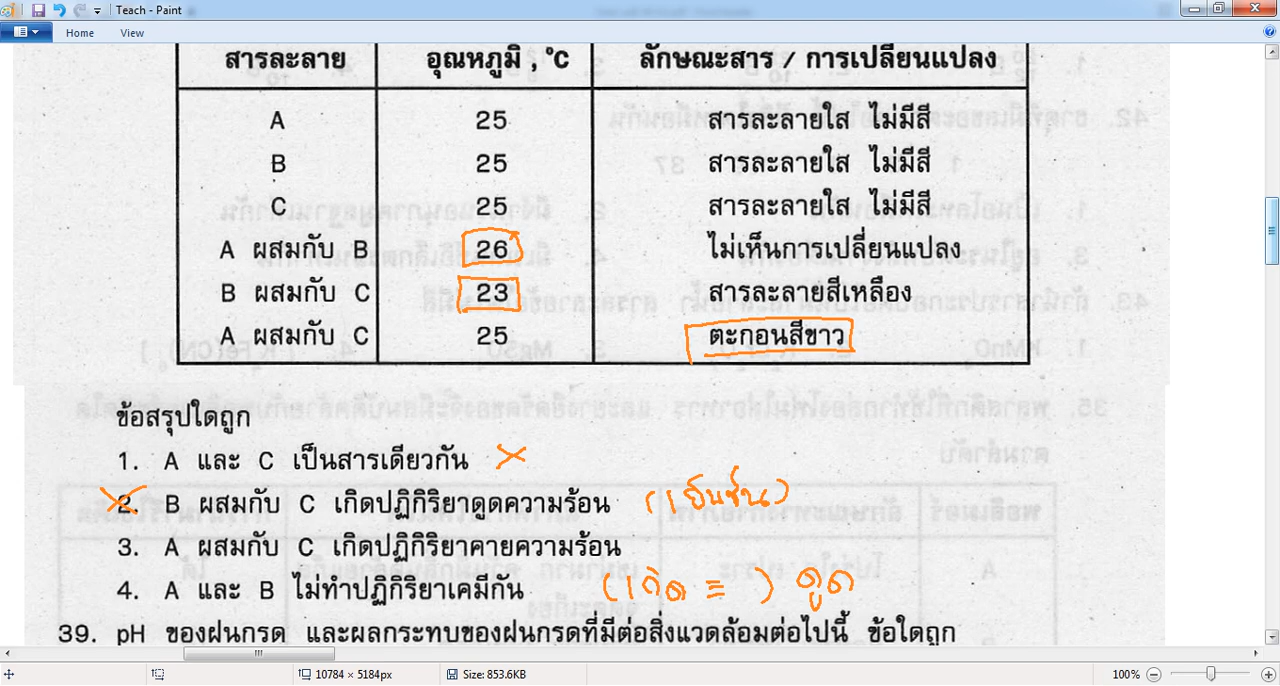 Teach - Paint
Home View
สารละลาย อุณหภูมิ ,°C ลักษณะสาร / การเปลี่ยนแปลง
A 25 สารละลายใส ไม่มีสี
B 25 สารละลายใส ไม่มีสี
C 25 สารละลายใส ไม่มีสี
A ผสมกับ B 26 ไม่เห็นการเปลี่ยนแปลง
B ผสมกับ C 23 สารละลายสีเหลือง
A ผสมกับ C 25 ตะกอนสีขาว
ข้อสรุปใดถูก
1. A และ C เป็นสารเดียวกัน
2. B ผสมกับ C เกิดปฏิกิริยาดูดความร้อน (เย็นขึ้น)
3. A ผสมกับ C เกิดปฏิกิริยาคายความร้อน
4. A และ B ไม่ทำปฏิกิริยาเคมีกัน
39. pH ของฝนกรด และผลกระทบของฝนกรดที่มีต่อสิ่งแวดล้อมต่อไปนี้ ข้อใดถูก
10784 × 5184px Size: 853.6KB 100%